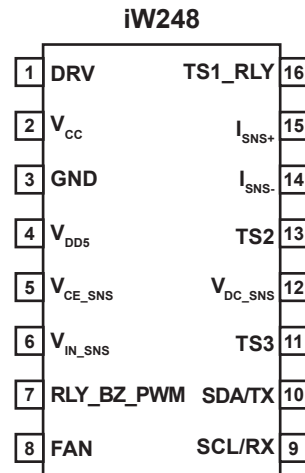 iW248
1 DRV TS1_RLY 16
2 VCC ISNS+ 15
3 GND ISNS- 14
4 VDD5 TS2 13
5 VCE_SNS VDC_SNS 12
6 VIN_SNS TS3 11
7 RLY_BZ_PWM SDA/TX 10
8 FAN SCL/RX 9